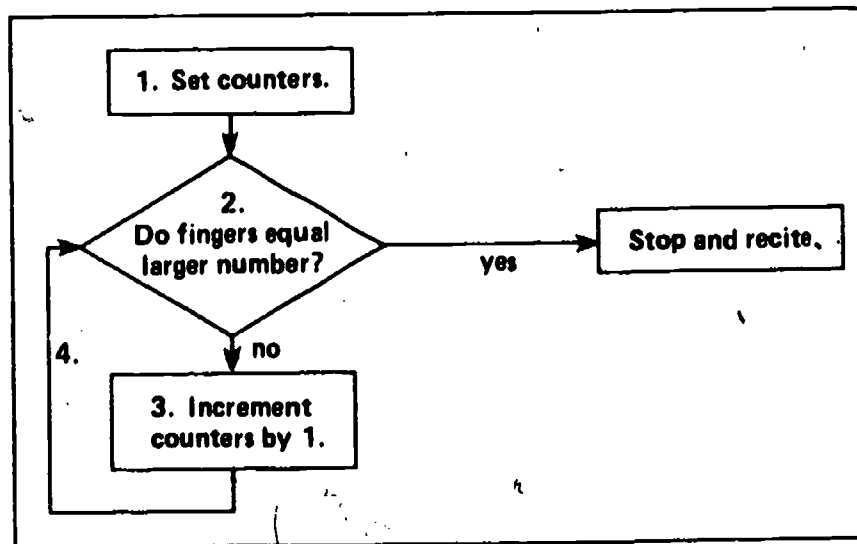 1. Set counters.
2.
Do fingers equal
larger number?
yes
Stop and recite.
no
4.
3. Increment
counters by 1.